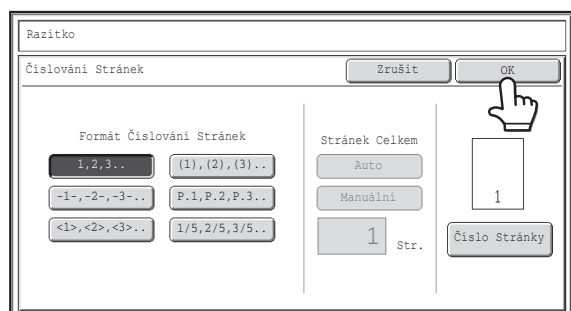 Razítko
Číslování Stránek
Zrušit
OK
Formát Číslování Stránek
1,2,3..
(1),(2),(3)..
-1-,-2-,-3-..
P.1,P.2,P.3..
<1>,<2>,<3>..
1/5,2/5,3/5..
Stránek Celkem
Auto
Manuální
1 Str.
1
Číslo Stránky